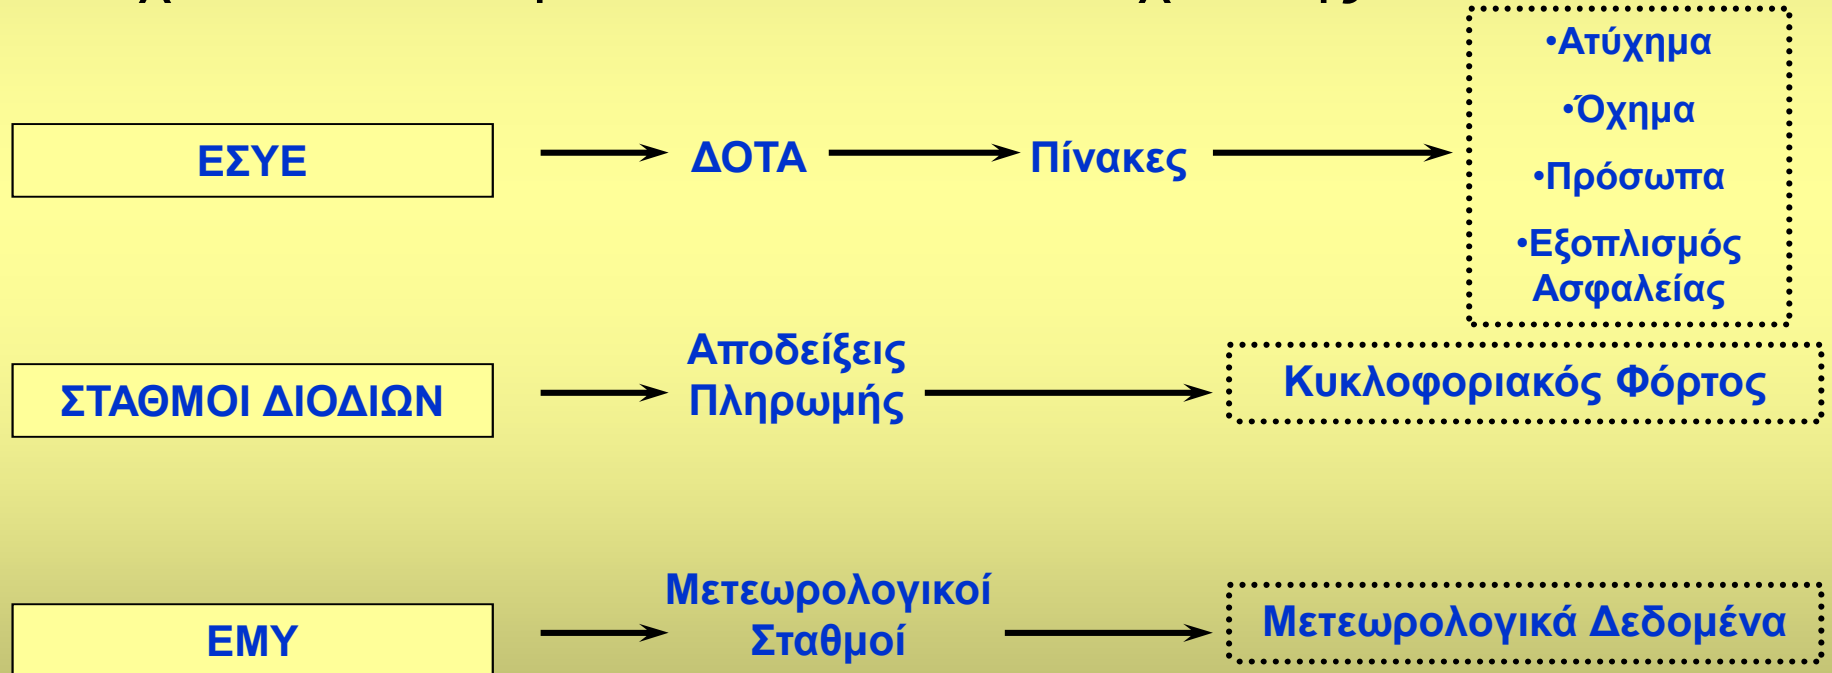 •Ατύχημα
•Όχημα
•Πρόσωπα
•Εξοπλισμός
Ασφαλείας
ΕΣΥΕ
ΔΟΤΑ
Πίνακες
Αποδείξεις
Πληρωμής
ΣΤΑΘΜΟΙ ΔΙΟΔΙΩΝ
Κυκλοφοριακός Φόρτος
Μετεωρολογικοί
Σταθμοί
ΕΜΥ
Μετεωρολογικά Δεδομένα